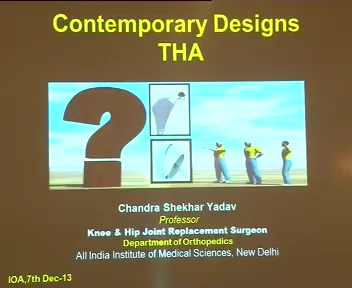 Contemporary Designs
THA
?
Chandra Shekhar Yadav
Professor
Knee & Hip Joint Replacement Surgeon
Department of Orthopedics
All India Institute of Medical Sciences, New Delhi
IOA,7th Dec-13